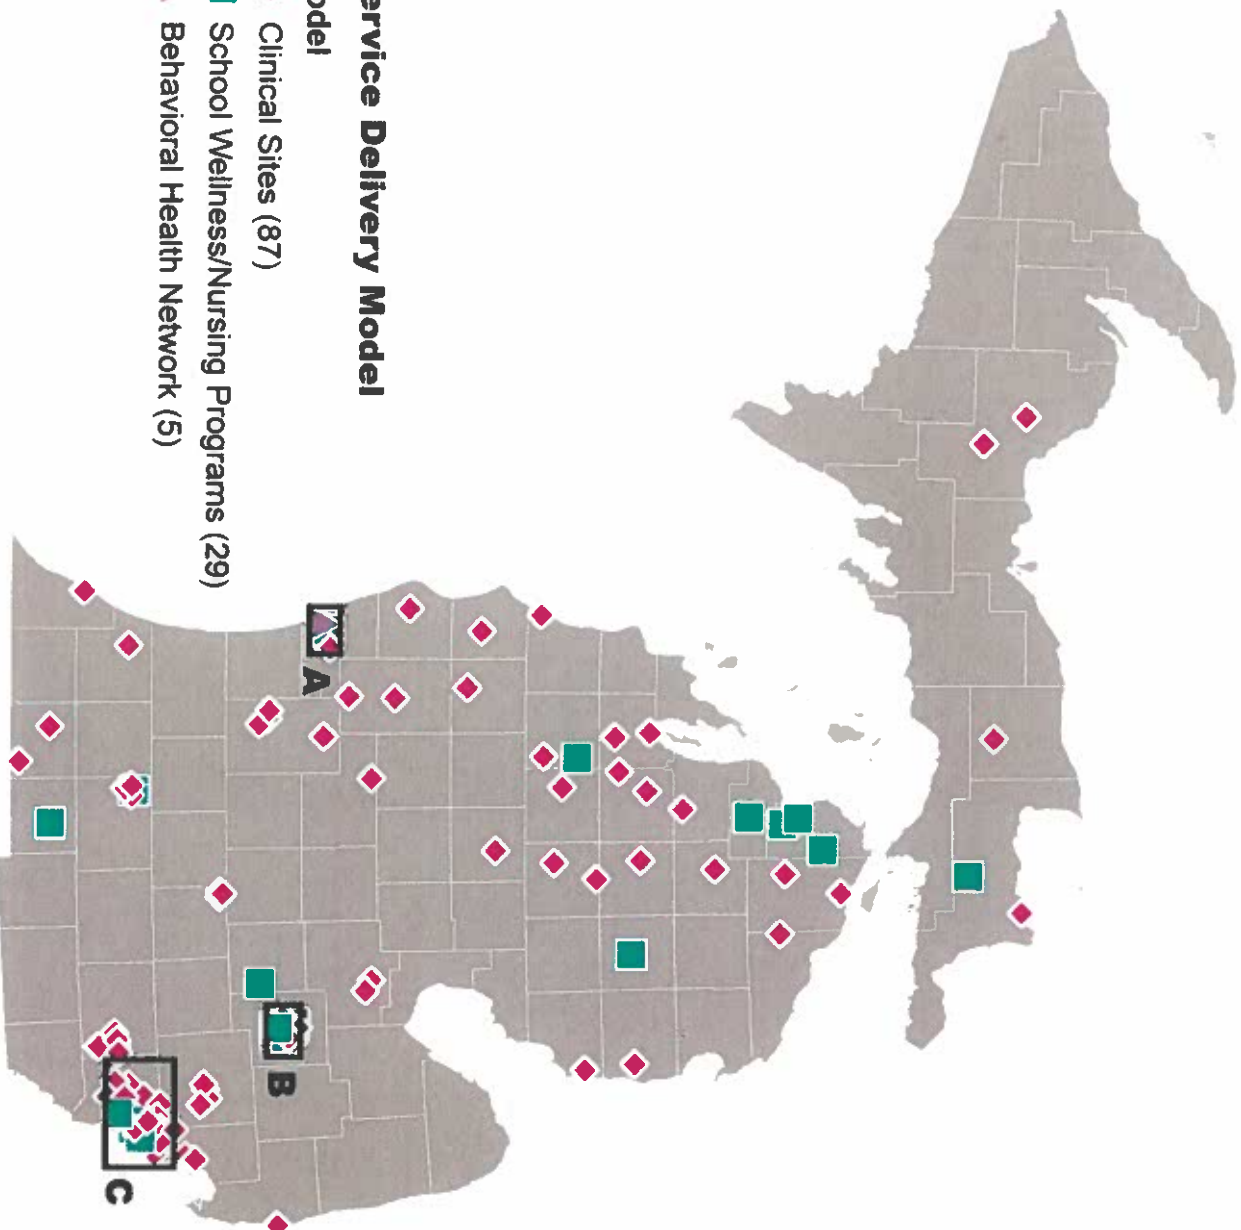 ervice Delivery Model
odel
Clinical Sites (87)
School Wellness/Nursing Programs (29)
Behavioral Health Network (5)
A
B
C